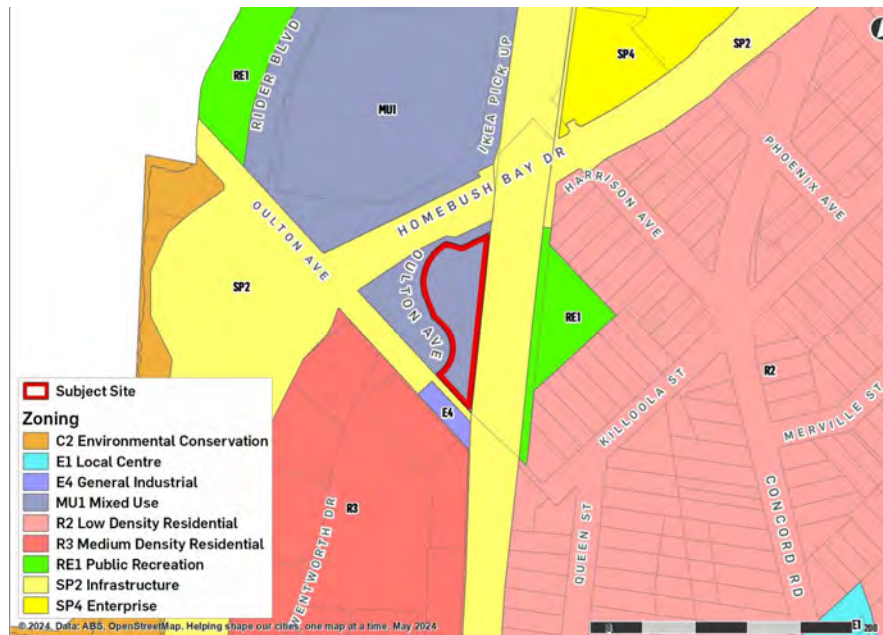 RE1
RIDER BLVD
MU1
IKEA PICK UP
SP4
SP2
HOMEBUSH BAY DR
HARRISON AVE
PHOENIX AVE
OULTON AVE
OULTON AVE
SP2
RE1
R2
KILLOOLA ST
MERVILLE ST
E4
R3
WENTWORTH DR
QUEEN ST
CONCORD RD
E1
Subject Site
Zoning
C2 Environmental Conservation
E1 Local Centre
E4 General Industrial
MU1 Mixed Use
R2 Low Density Residential
R3 Medium Density Residential
RE1 Public Recreation
SP2 Infrastructure
SP4 Enterprise
© 2024. Data: ABS, OpenStreetMap. Helping shape our cities, one map at a time. May 2024
0 200